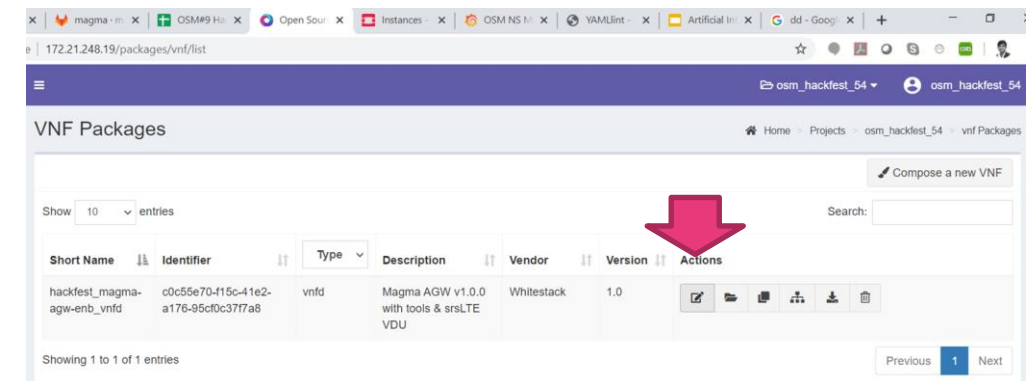 magma - m
OSM#9 Ha
Open Sour
Instances -
OSM NS M
YAMLlint -
Artificial Int
dd - Googl
172.21.248.19/packages/vnf/list
osm_hackfest_54
osm_hackfest_54
VNF Packages
Home
Projects
osm_hackfest_54
vnf Packages
Compose a new VNF
Show 10 entries
Search:
Short Name Identifier Type Description Vendor Version Actions
hackfest_magma- c0c55e70-f15c-41e2- vnfd Magma AGW v1.0.0 Whitestack 1.0
agw-enb_vnfd a176-95cf0c37f7a8 with tools & srsLTE
VDU
Showing 1 to 1 of 1 entries
Previous 1 Next